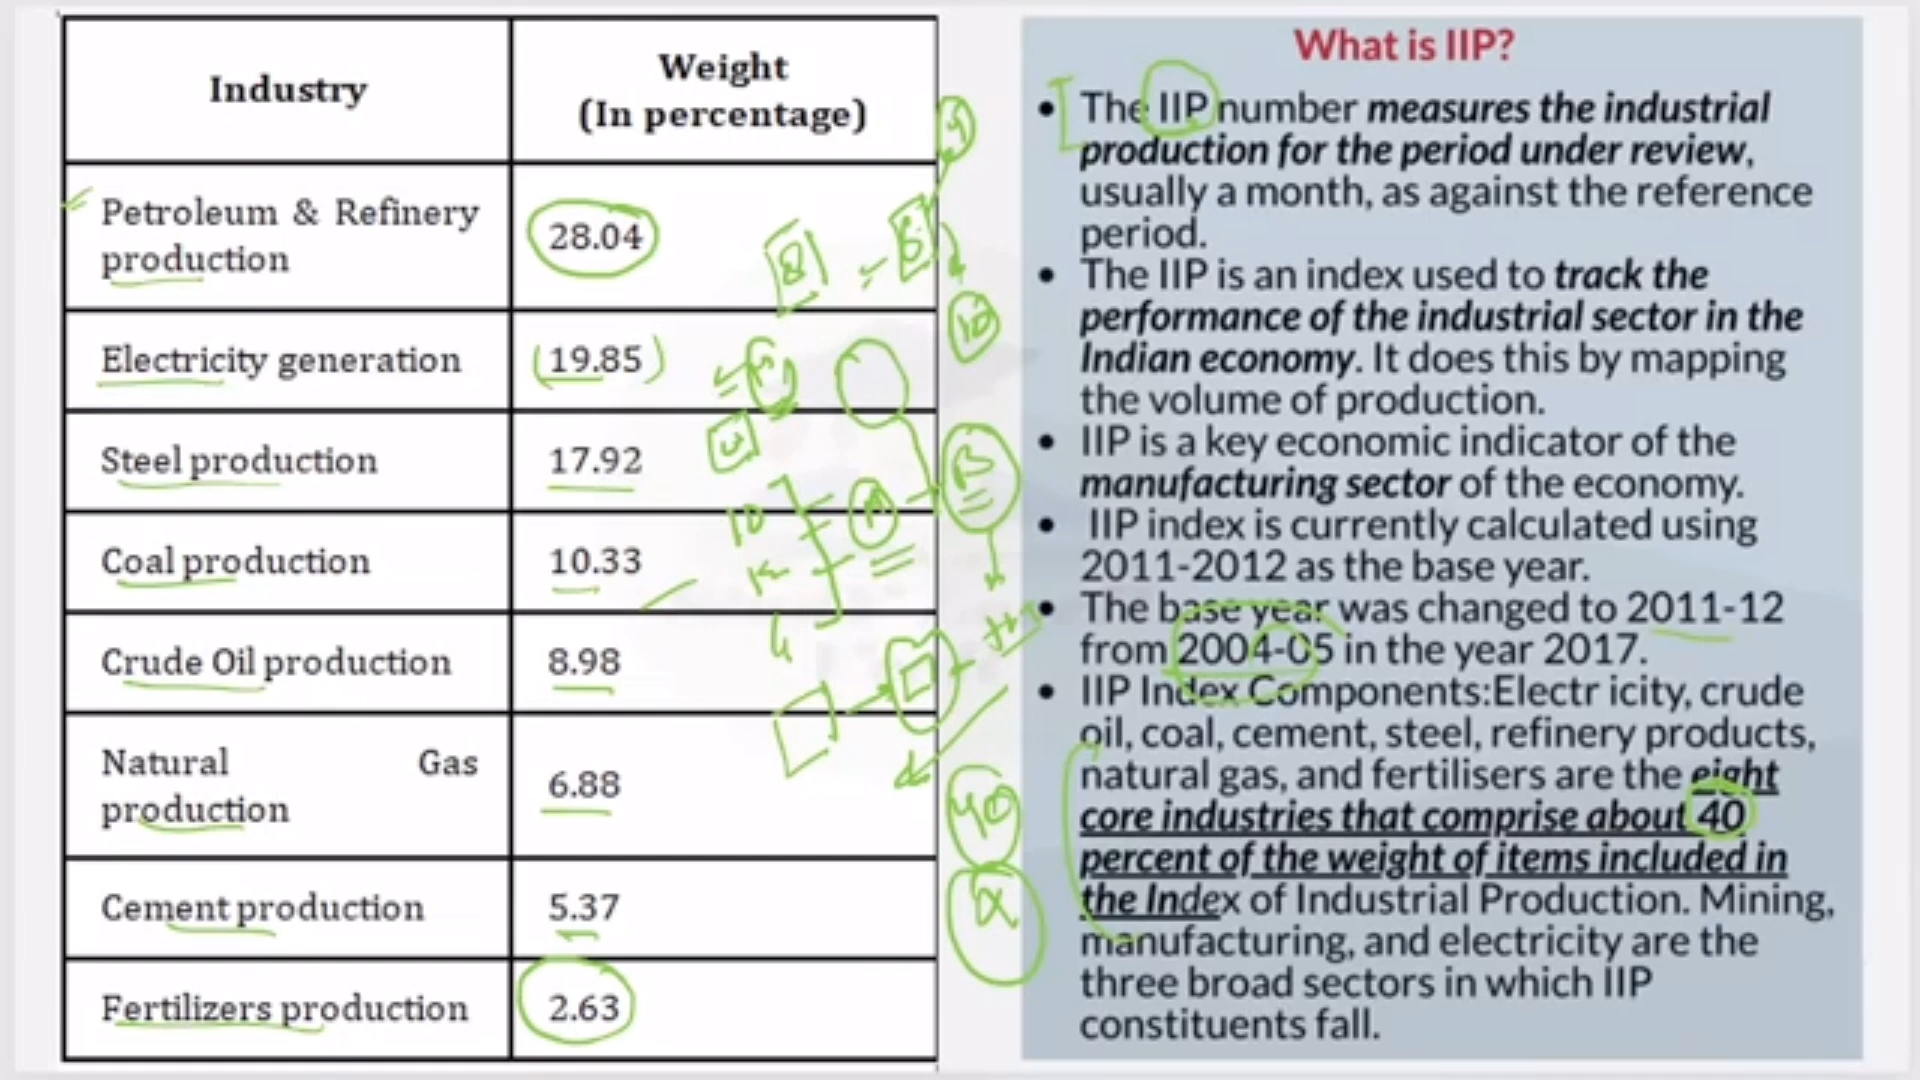 Industry
Weight
(In percentage)
Petroleum & Refinery
production
28.04
Electricity generation
19.85
Steel production
17.92
Coal production
10.33
Crude Oil production
8.98
Natural Gas
production
6.88
Cement production
5.37
Fertilizers production
2.63
8
10
10
40
What is IIP?
• The IIP number measures the industrial
production for the period under review,
usually a month, as against the reference
period.
• The IIP is an index used to track the
performance of the industrial sector in the
Indian economy. It does this by mapping
the volume of production.
• IIP is a key economic indicator of the
manufacturing sector of the economy.
• IIP index is currently calculated using
2011-2012 as the base year.
• The base year was changed to 2011-12
from 2004-05 in the year 2017.
• IIP Index Components:Electr icity, crude
oil, coal, cement, steel, refinery products,
natural gas, and fertilisers are the eight
core industries that comprise about 40
percent of the weight of items included in
the Index of Industrial Production. Mining,
manufacturing, and electricity are the
three broad sectors in which IIP
constituents fall.